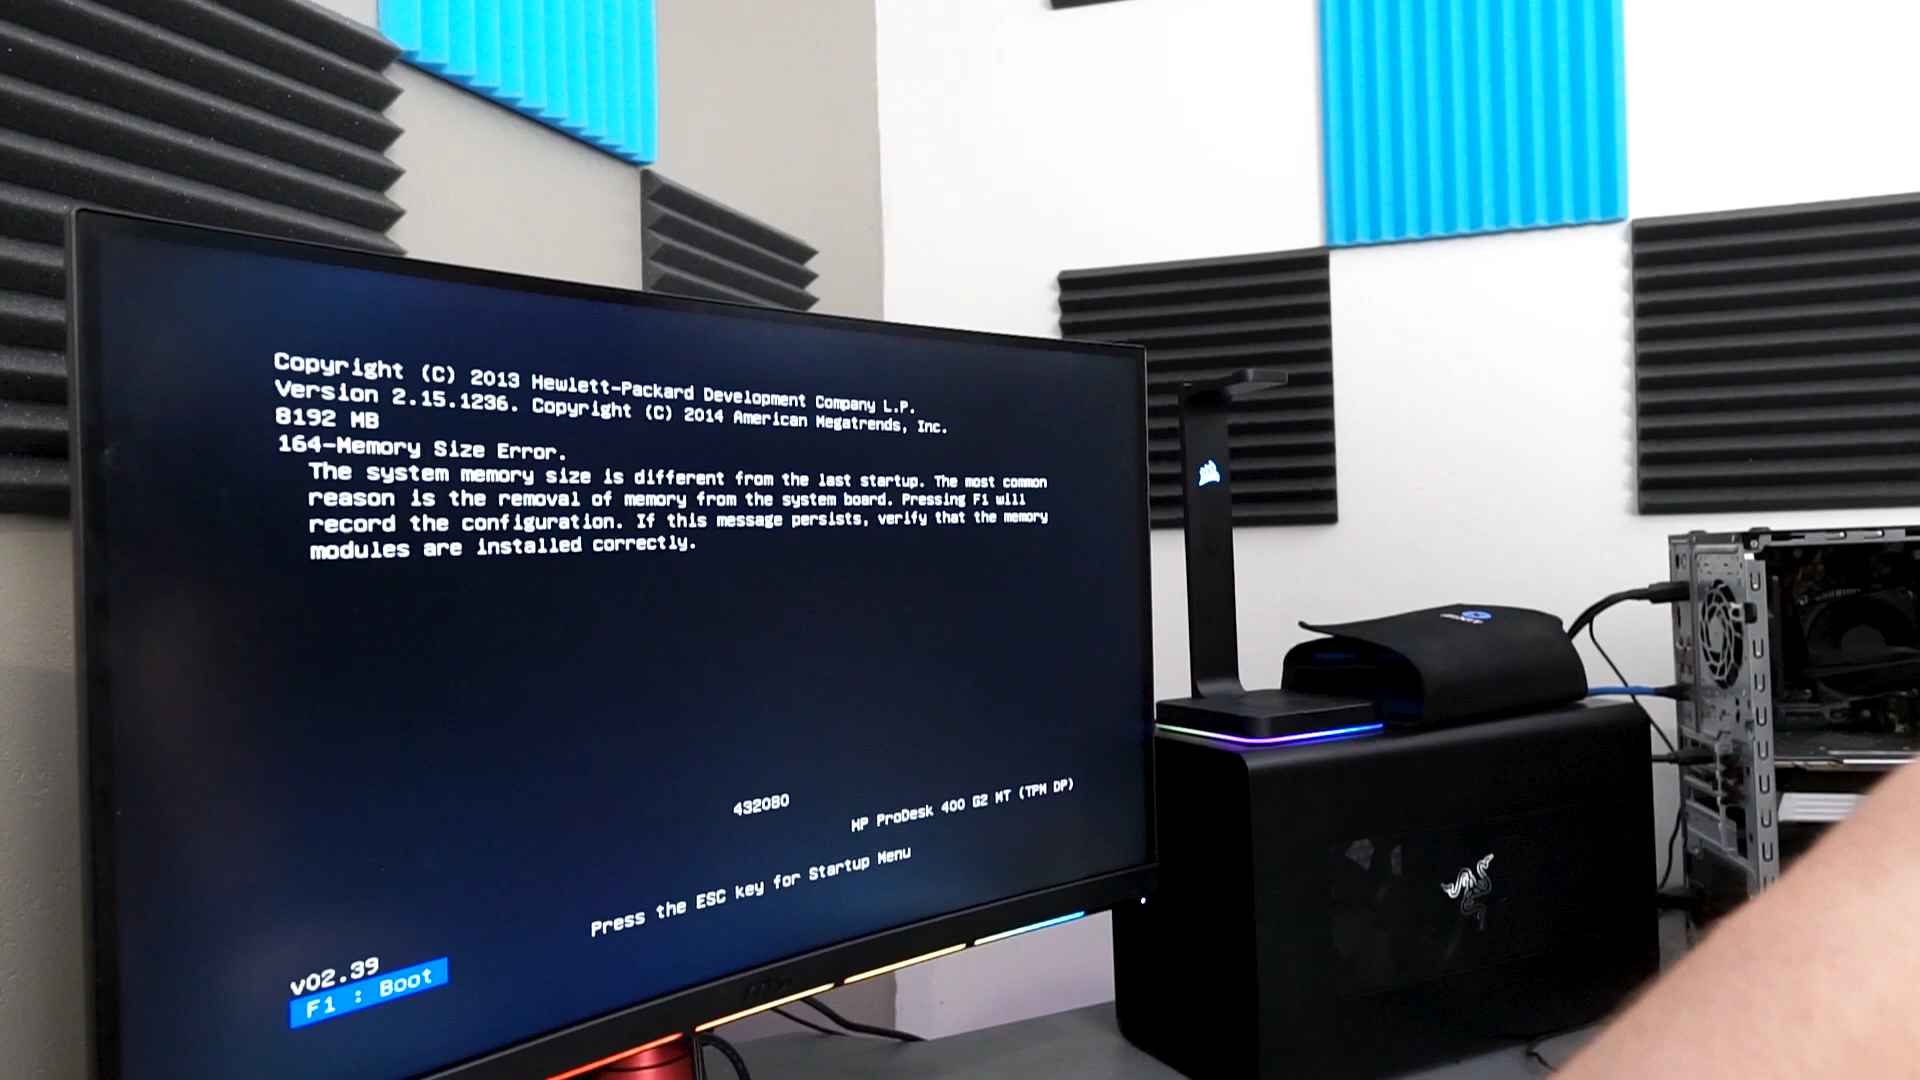 Copyright (C) 2013 Hewlett-Packard Development Company L.P.
Version 2.15.1236. Copyright (C) 2014 American Megatrends, Inc.
8192 MB
164-Memory Size Error.
The system memory size is different from the last startup. The most common
reason is the removal of memory from the system board. Pressing F1 will
record the configuration. If this message persists, verify that the memory
modules are installed correctly.
4320B0
HP ProDesk 400 G2 MT (TPM DP)
Press the ESC key for Startup Menu
v02.39
F1 : Boot